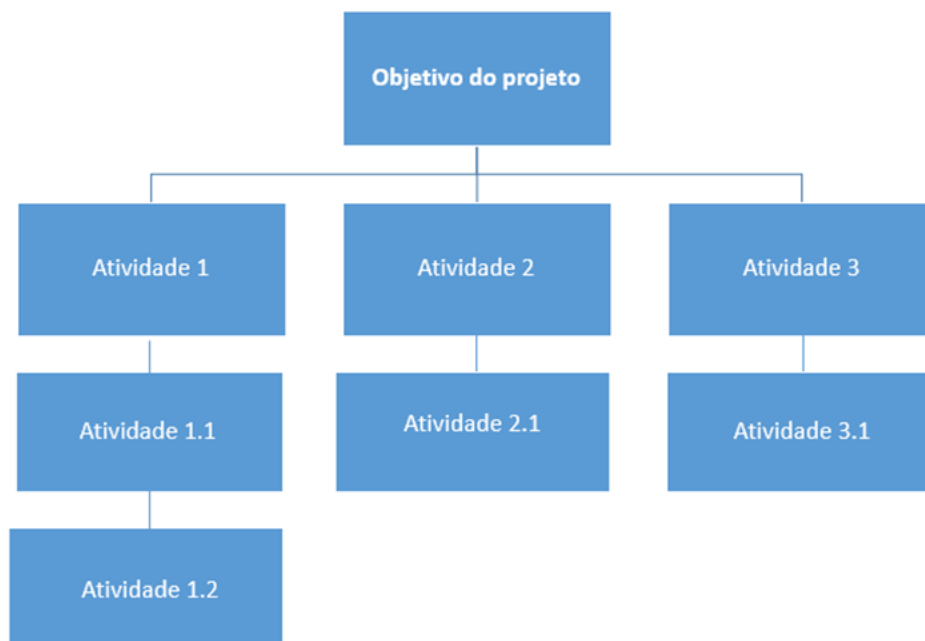 Objetivo do projeto
Atividade 1
Atividade 2
Atividade 3
Atividade 1.1
Atividade 2.1
Atividade 3.1
Atividade 1.2